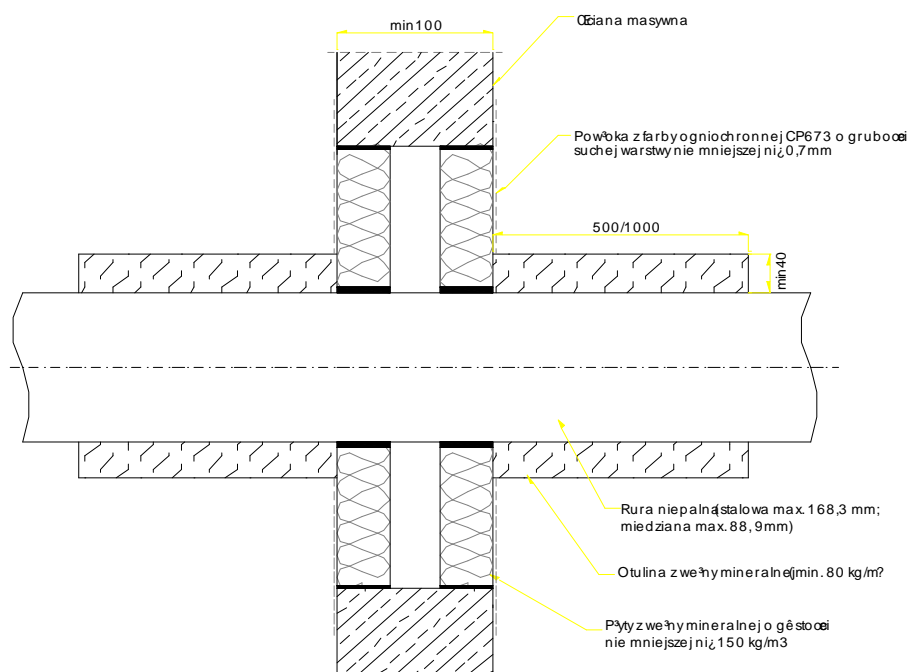 min100
Œciana masywna
Pow³oka z farby ogniochronnej CP673 o gruboœci
suchej warstwy nie mniejszej ni¿ 0,7mm
500/1000
min40
Rura niepalna(stalowa max. 168,3 mm;
miedziana max. 88,9mm)
Otulina z we³ny mineralnej(min. 80 kg/m?
P³yty z we³ny mineralnej o gêstoœci
nie mniejszej ni¿ 150 kg/m3